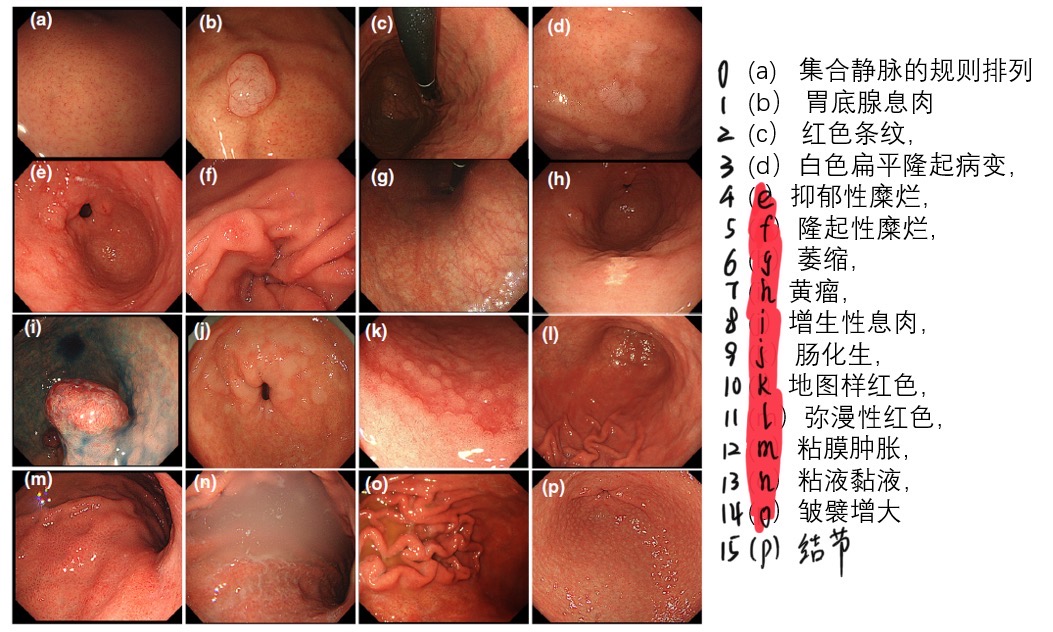 (a) (b) (c) (d)
(e) (f) (g) (h)
(i) (j) (k) (l)
(m) (n) (o) (p)
0 (a) 集合静脉的规则排列
1 (b) 胃底腺息肉
2 (c) 红色条纹,
3 (d) 白色扁平隆起病变,
4 (e 抑郁性糜烂,
5 f) 隆起性糜烂,
6 g 萎缩,
7 h 黄瘤,
8 i 增生性息肉,
9 j 肠化生,
10 k 地图样红色,
11 l ) 弥漫性红色,
12 m 粘膜肿胀,
13 n 粘液黏液,
14 o) 皱襞增大
15 (p) 结节